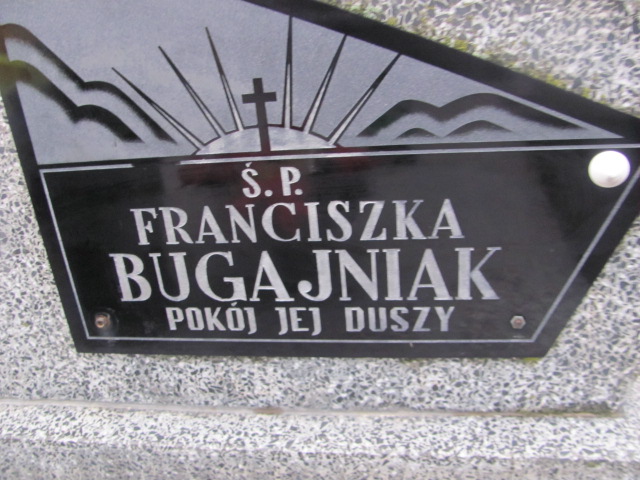 Ś.P.
FRANCISZKA
BUGAJNIAK
POKÓJ JEJ DUSZY